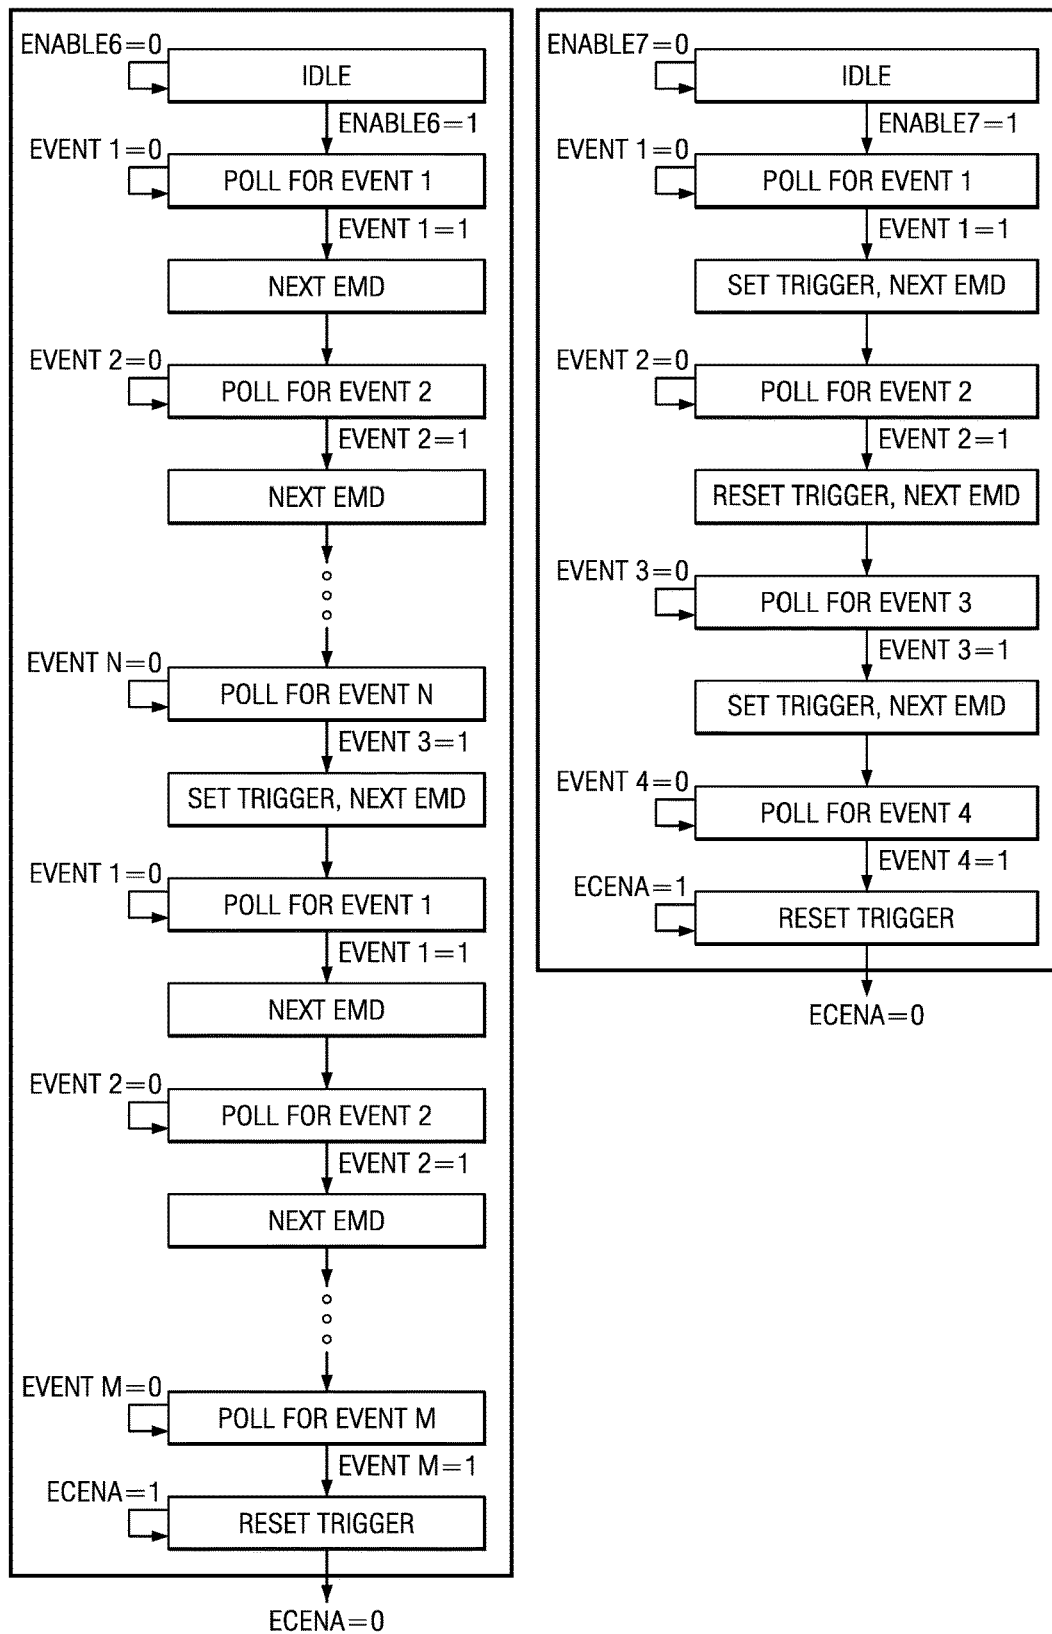 ENABLE6=0
IDLE
ENABLE6=1
EVENT 1=0
POLL FOR EVENT 1
EVENT 1=1
NEXT EMD
EVENT 2=0
POLL FOR EVENT 2
EVENT 2=1
NEXT EMD
EVENT N=0
POLL FOR EVENT N
EVENT 3=1
SET TRIGGER, NEXT EMD
EVENT 1=0
POLL FOR EVENT 1
EVENT 1=1
NEXT EMD
EVENT 2=0
POLL FOR EVENT 2
EVENT 2=1
NEXT EMD
EVENT M=0
POLL FOR EVENT M
EVENT M=1
ECENA=1
RESET TRIGGER
ECENA=0
ENABLE7=0
IDLE
ENABLE7=1
EVENT 1=0
POLL FOR EVENT 1
EVENT 1=1
SET TRIGGER, NEXT EMD
EVENT 2=0
POLL FOR EVENT 2
EVENT 2=1
RESET TRIGGER, NEXT EMD
EVENT 3=0
POLL FOR EVENT 3
EVENT 3=1
SET TRIGGER, NEXT EMD
EVENT 4=0
POLL FOR EVENT 4
EVENT 4=1
ECENA=1
RESET TRIGGER
ECENA=0